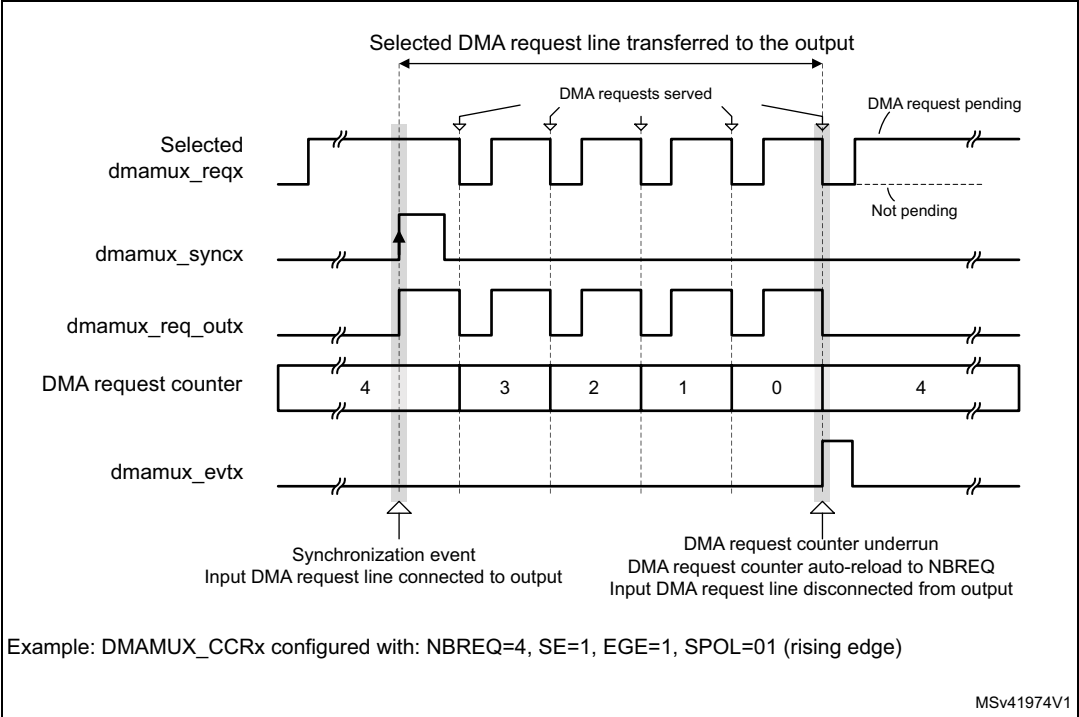 Selected DMA request line transferred to the output
DMA requests served
DMA request pending
Selected
dmamux_reqx
Not pending
dmamux_syncx
dmamux_req_outx
DMA request counter
4
3
2
1
0
4
dmamux_evtx
Synchronization event
Input DMA request line connected to output
DMA request counter underrun
DMA request counter auto-reload to NBREQ
Input DMA request line disconnected from output
Example: DMAMUX_CCRx configured with: NBREQ=4, SE=1, EGE=1, SPOL=01 (rising edge)
MSv41974V1